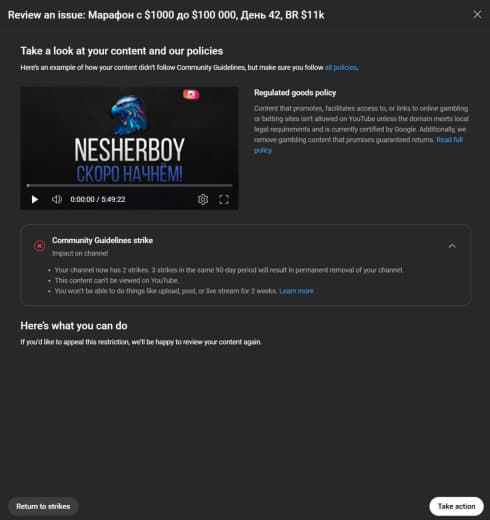 Review an issue: Марафон с $1000 до $100 000, День 42, BR $11k
Take a look at your content and our policies
Here's an example of how your content didn't follow Community Guidelines, but make sure you follow all policies.
NESHERBOY
СКОРО НАЧНЁМ!
0:00:00 / 5:49:22
Regulated goods policy
Content that promotes, facilitates access to, or links to online gambling
or betting sites isn't allowed on YouTube unless the domain meets local
legal requirements and is currently certified by Google. Additionally, we
remove gambling content that promises guaranteed returns. Read full
policy
Community Guidelines strike
Impact on channel
• Your channel now has 2 strikes. 3 strikes in the same 90-day period will result in permanent removal of your channel.
• This content can't be viewed on YouTube.
• You won't be able to do things like upload, post, or live stream for 2 weeks. Learn more
Here's what you can do
If you'd like to appeal this restriction, we'll be happy to review your content again.
Return to strikes
Take action